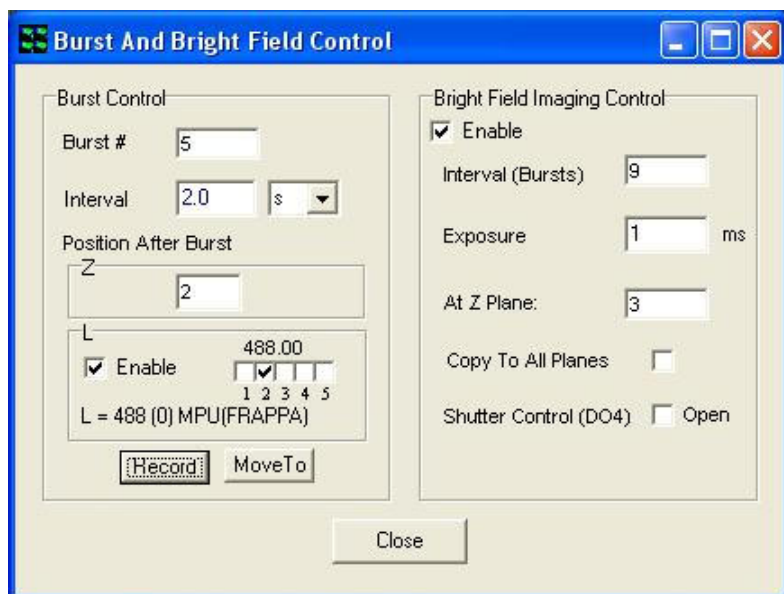 Burst And Bright Field Control
Burst Control
Burst # 5
Interval 2.0 s
Position After Burst
Z
2
L
488.00
Enable
1 2 3 4 5
L = 488 (0) MPU(FRAPPA)
Record MoveTo
Bright Field Imaging Control
Enable
Interval (Bursts) 9
Exposure 1 ms
At Z Plane: 3
Copy To All Planes
Shutter Control (DO4) Open
Close